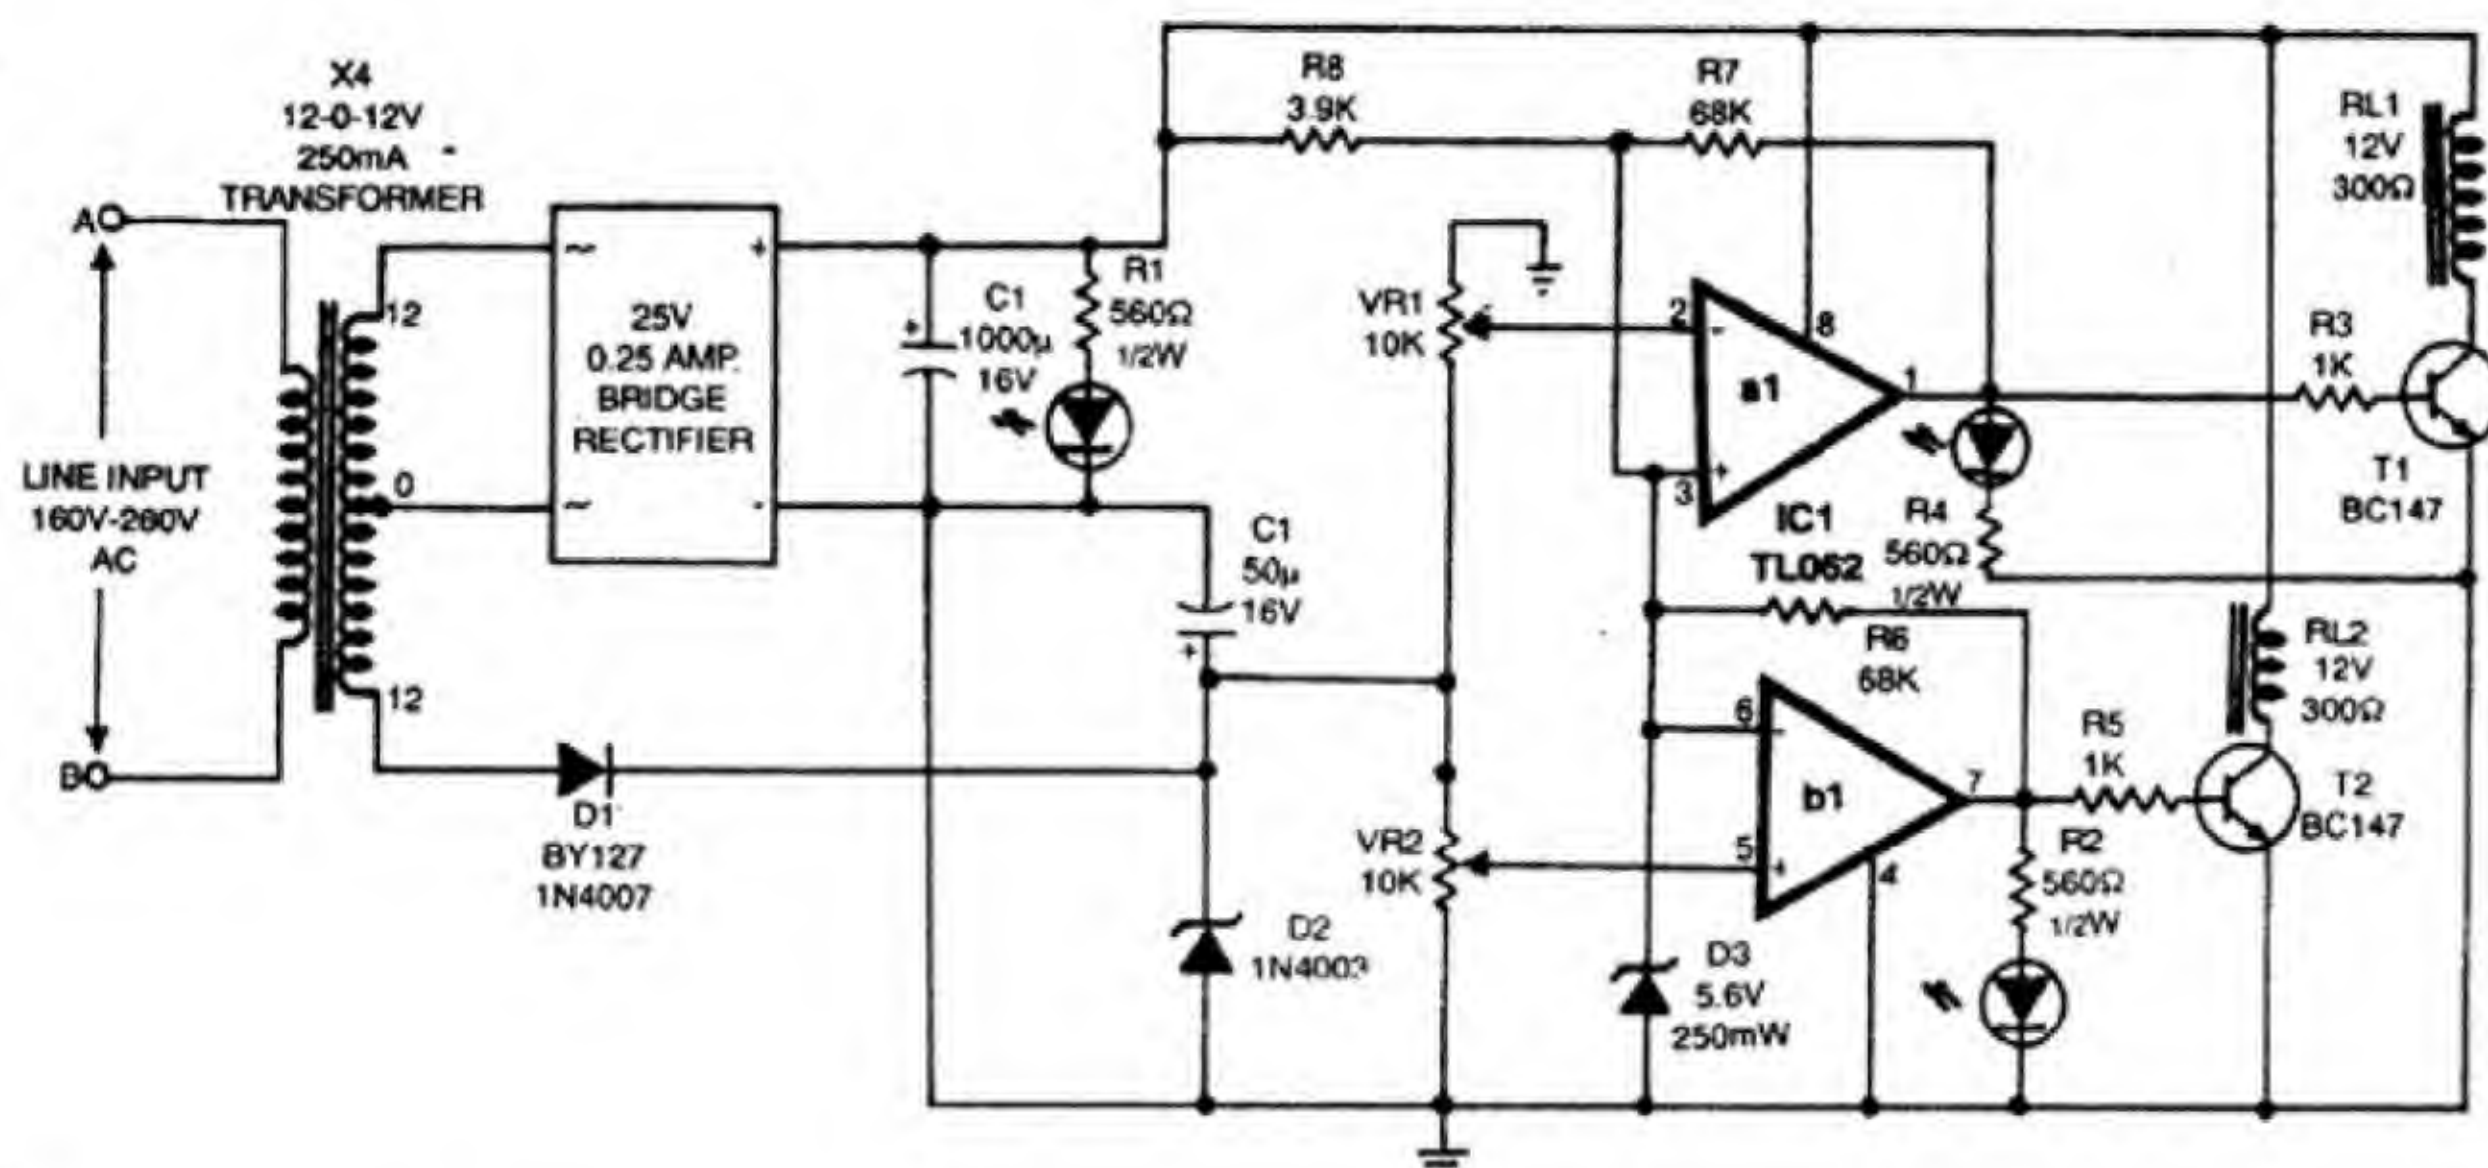 X4
12-0-12V
250mA
TRANSFORMER
A
LINE INPUT
160V-260V
AC
B
12
0
12
~
+
25V
0.25 AMP.
BRIDGE
RECTIFIER
~
-
D1
BY127
1N4007
C1
1000µ
16V
+
R1
560Ω
1/2W
C1
50µ
16V
+
D2
1N4003
R8
3.9K
R7
68K
VR1
10K
VR2
10K
2
-
8
a1
1
+
3
IC1
TL062
R4
560Ω
1/2W
R6
68K
6
-
b1
7
5
+
4
D3
5.6V
250mW
R5
1K
R2
560Ω
1/2W
RL1
12V
300Ω
R3
1K
T1
BC147
RL2
12V
300Ω
T2
BC147